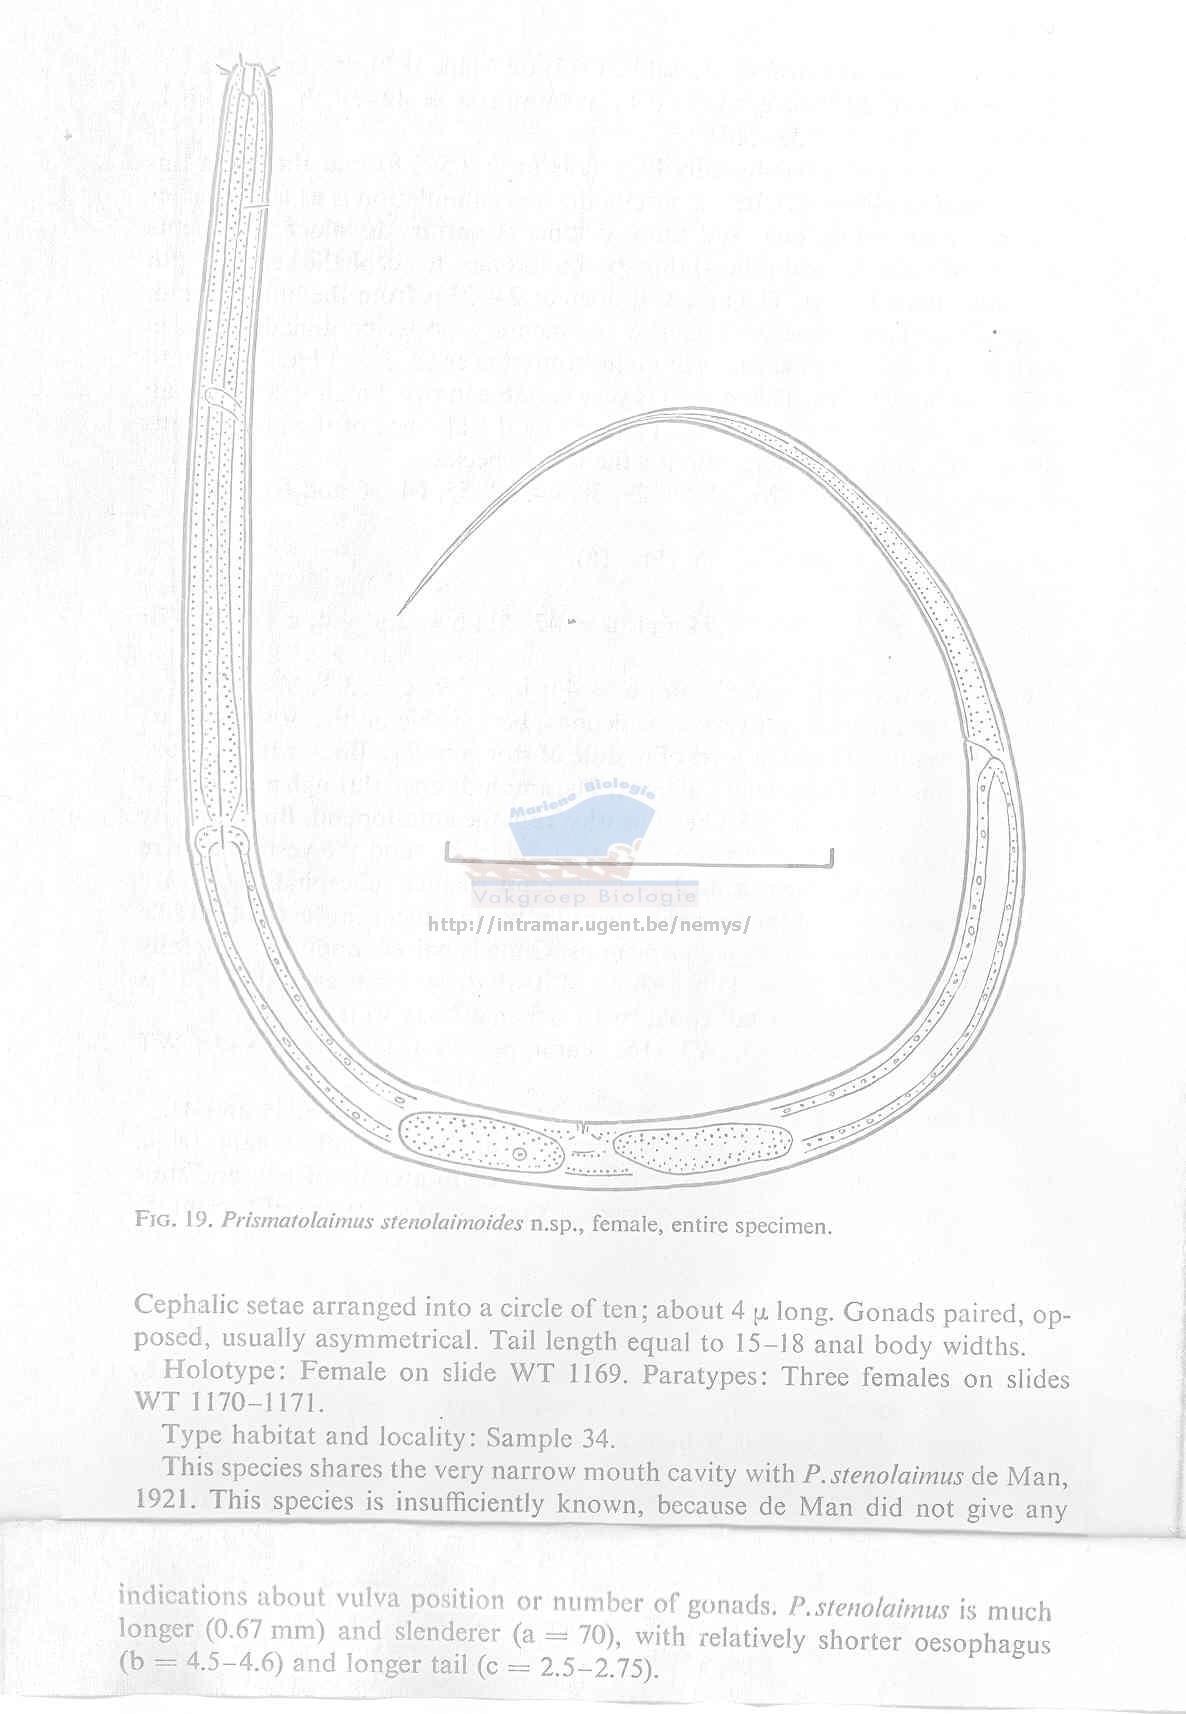 Mariene Biologie
Vakgroep Biologie
http://intramar.ugent.be/nemys/
FIG. 19. Prismatolaimus stenolaimoides n.sp., female, entire specimen.
Cephalic setae arranged into a circle of ten; about 4 μ long. Gonads paired, op-
posed, usually asymmetrical. Tail length equal to 15–18 anal body widths.
Holotype: Female on slide WT 1169. Paratypes: Three females on slides
WT 1170–1171.
Type habitat and locality: Sample 34.
This species shares the very narrow mouth cavity with P. stenolaimus de Man,
1921. This species is insufficiently known, because de Man did not give any
indications about vulva position or number of gonads. P. stenolaimus is much
longer (0.67 mm) and slenderer (a = 70), with relatively shorter oesophagus
(b = 4.5–4.6) and longer tail (c = 2.5–2.75).